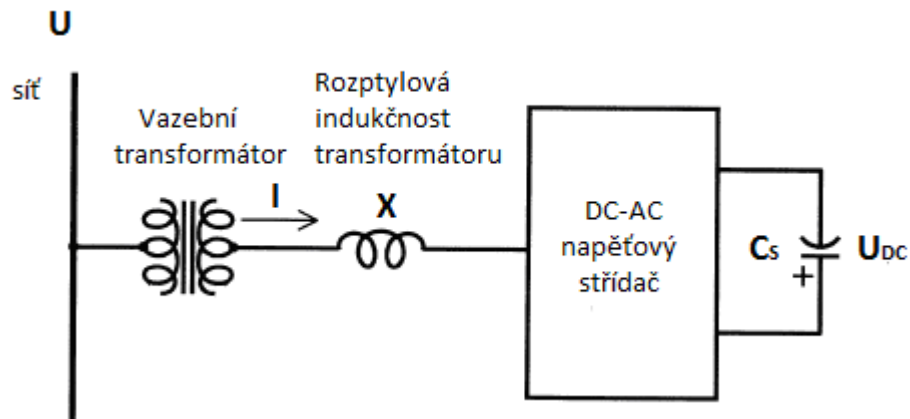 U
síť
Vazební
transformátor
Rozptylová
indukčnost
transformátoru
I
X
DC-AC
napěťový
střídač
Cs
+
UDC